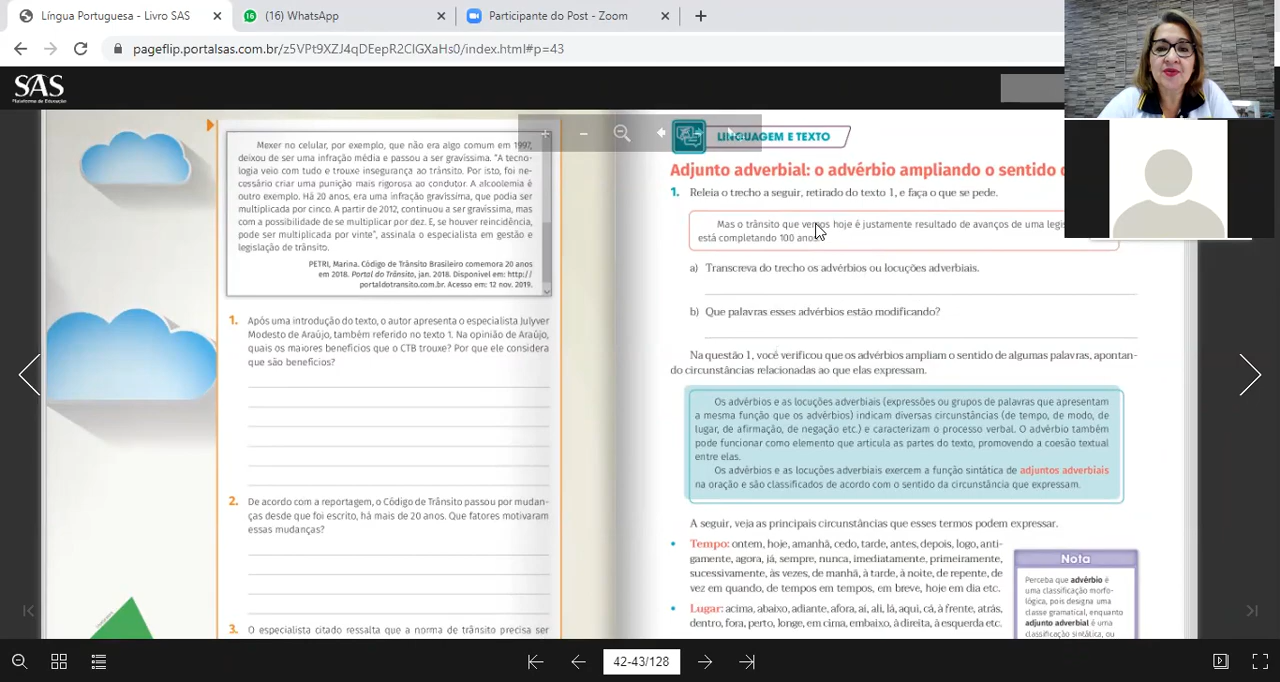 Língua Portuguesa - Livro SAS
(16) WhatsApp
Participante do Post - Zoom
pageflip.portalsas.com.br/z5VPt9XZJ4qDEepR2ClGXaHs0/index.html#p=43
SAS
Plataforma de Educação
Mexer no celular, por exemplo, que não era algo comum em 1997,
deixou de ser uma infração média e passou a ser gravíssima. "A tecno-
logia veio com tudo e trouxe insegurança ao trânsito. Por isto, foi ne-
cessário criar uma punição mais rigorosa ao condutor. A alcoolemia é
outro exemplo. Há 20 anos, era uma infração gravíssima, que podia ser
multiplicada por cinco. A partir de 2012, continuou a ser gravíssima, mas
com a possibilidade de se multiplicar por dez. E, se houver reincidência,
pode ser multiplicada por vinte", assinala o especialista em gestão e
legislação de trânsito.
PETRI, Marina. Código de Trânsito Brasileiro comemora 20 anos
em 2018. Portal do Trânsito, jan. 2018. Disponível em: http://
portaldotransito.com.br. Acesso em: 12 nov. 2019.
1. Após uma introdução do texto, o autor apresenta o especialista Julyver
Modesto de Araújo, também referido no texto 1. Na opinião de Araújo,
quais os maiores benefícios que o CTB trouxe? Por que ele considera
que são benefícios?
2. De acordo com a reportagem, o Código de Trânsito passou por mudan-
ças desde que foi escrito, há mais de 20 anos. Que fatores motivaram
essas mudanças?
3. O especialista citado ressalta que a norma de trânsito precisa ser
LINGUAGEM E TEXTO
Adjunto adverbial: o advérbio ampliando o sentido
1. Releia o trecho a seguir, retirado do texto 1, e faça o que se pede.
Mas o trânsito que vemos hoje é justamente resultado de avanços de uma
está completando 100 anos
a) Transcreva do trecho os advérbios ou locuções adverbiais.
b) Que palavras esses advérbios estão modificando?
Na questão 1, você verificou que os advérbios ampliam o sentido de algumas palavras, apontan-
do circunstâncias relacionadas ao que elas expressam.
Os advérbios e as locuções adverbiais (expressões ou grupos de palavras que apresentam
a mesma função que os advérbios) indicam diversas circunstâncias (de tempo, de modo, de
lugar, de afirmação, de negação etc.) e caracterizam o processo verbal. O advérbio também
pode funcionar como elemento que articula as partes do texto, promovendo a coesão textual
entre elas.
Os advérbios e as locuções adverbiais exercem a função sintática de adjuntos adverbiais
na oração e são classificados de acordo com o sentido da circunstância que expressam.
A seguir, veja as principais circunstâncias que esses termos podem expressar.
• Tempo: ontem, hoje, amanhã, cedo, tarde, antes, depois, logo, anti-
gamente, agora, já, sempre, nunca, imediatamente, primeiramente,
sucessivamente, às vezes, de manhã, à tarde, à noite, de repente, de
vez em quando, de tempos em tempos, em breve, hoje em dia etc.
• Lugar: acima, abaixo, adiante, afora, aí, ali, lá, aqui, cá, à frente, atrás,
dentro, fora, perto, longe, em cima, embaixo, à direita, à esquerda etc.
Nota
Perceba que advérbio é
uma classificação morfo-
lógica, pois designa uma
classe gramatical, enquanto
adjunto adverbial é uma
classificação sintática, ou
42-43/128